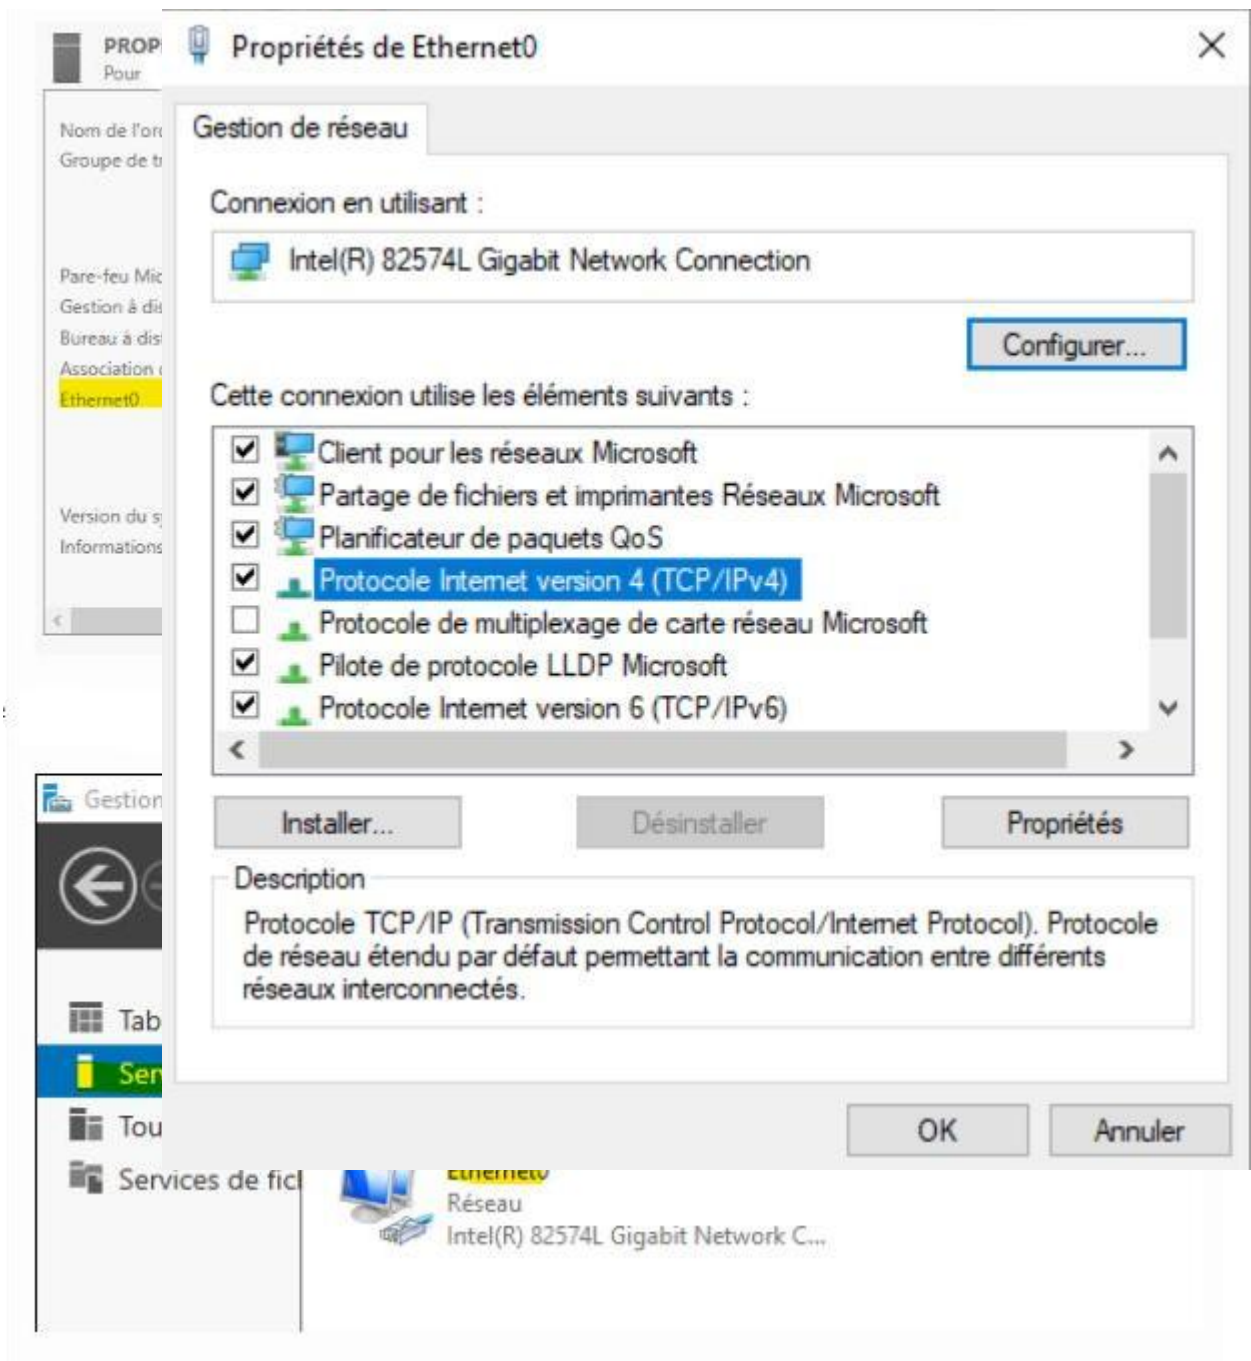 PROP
Pour
Nom de l'ord
Groupe de tr
Pare-feu Mic
Gestion à dis
Bureau à dist
Association
Ethernet0
Version du sy
Informations
Propriétés de Ethernet0
Gestion de réseau
Connexion en utilisant :
Intel(R) 82574L Gigabit Network Connection
Configurer...
Cette connexion utilise les éléments suivants :
Client pour les réseaux Microsoft
Partage de fichiers et imprimantes Réseaux Microsoft
Planificateur de paquets QoS
Protocole Internet version 4 (TCP/IPv4)
Protocole de multiplexage de carte réseau Microsoft
Pilote de protocole LLDP Microsoft
Protocole Internet version 6 (TCP/IPv6)
Installer...
Désinstaller
Propriétés
Description
Protocole TCP/IP (Transmission Control Protocol/Internet Protocol). Protocole
de réseau étendu par défaut permettant la communication entre différents
réseaux interconnectés.
OK
Annuler
Gestion
Tab
Ser
Tou
Services de fic
Ethernet0
Réseau
Intel(R) 82574L Gigabit Network C...